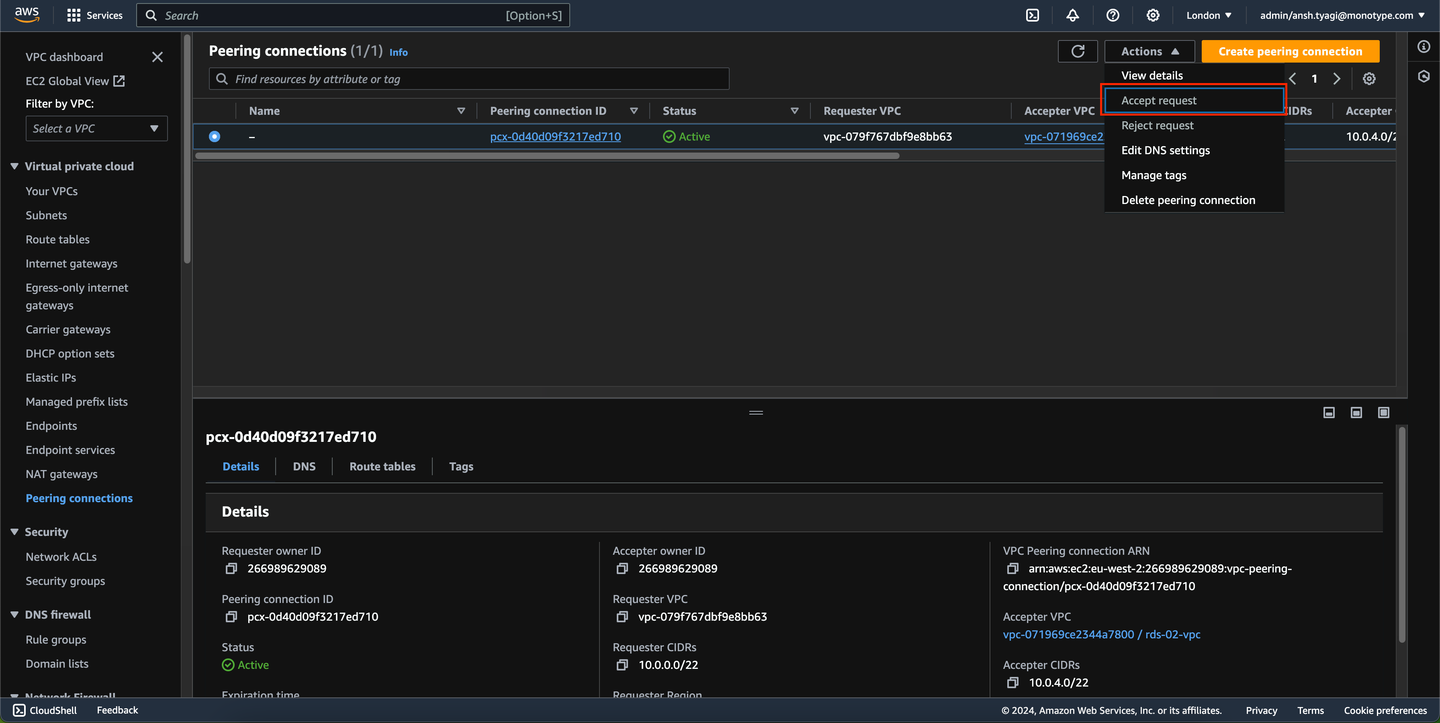 aws
Services
Search
[Option+S]
London
admin/ansh.tyagi@monotype.com
VPC dashboard
EC2 Global View
Filter by VPC:
Select a VPC
Virtual private cloud
Your VPCs
Subnets
Route tables
Internet gateways
Egress-only internet
gateways
Carrier gateways
DHCP option sets
Elastic IPs
Managed prefix lists
Endpoints
Endpoint services
NAT gateways
Peering connections
Security
Network ACLs
Security groups
DNS firewall
Rule groups
Domain lists
Network Firewall
Peering connections (1/1) Info
Actions
Create peering connection
Find resources by attribute or tag
1
View details
Accept request
Reject request
Edit DNS settings
Manage tags
Delete peering connection
Name
Peering connection ID
Status
Requester VPC
Accepter VPC
CIDRs
Accepter
–
pcx-0d40d09f3217ed710
Active
vpc-079f767dbf9e8bb63
vpc-071969ce2
10.0.4.0/22
pcx-0d40d09f3217ed710
Details
DNS
Route tables
Tags
Details
Requester owner ID
266989629089
Peering connection ID
pcx-0d40d09f3217ed710
Status
Active
Expiration time
Accepter owner ID
266989629089
Requester VPC
vpc-079f767dbf9e8bb63
Requester CIDRs
10.0.0.0/22
Requester Region
VPC Peering connection ARN
arn:aws:ec2:eu-west-2:266989629089:vpc-peering-
connection/pcx-0d40d09f3217ed710
Accepter VPC
vpc-071969ce2344a7800 / rds-02-vpc
Accepter CIDRs
10.0.4.0/22
CloudShell
Feedback
© 2024, Amazon Web Services, Inc. or its affiliates.
Privacy
Terms
Cookie preferences